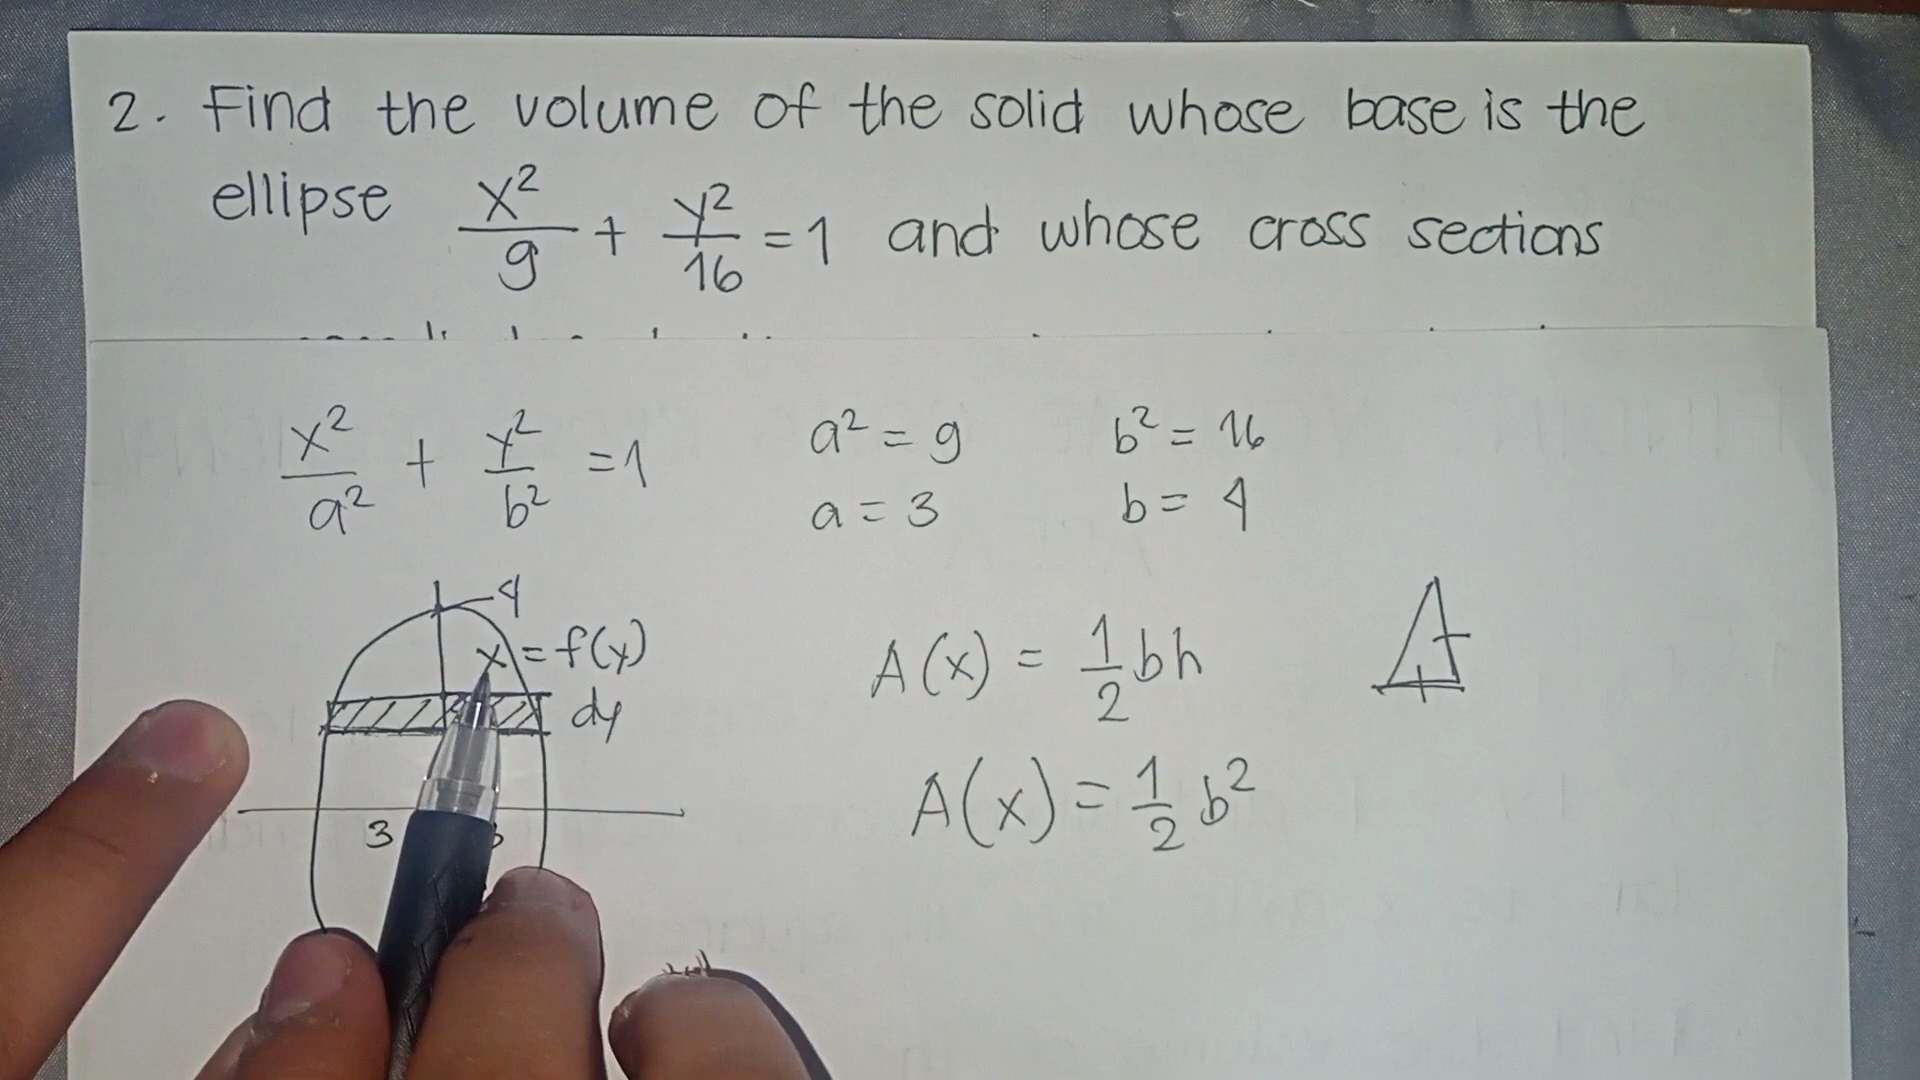 2. Find the volume of the solid whose base is the
ellipse x²/9 + y²/16 = 1 and whose cross sections
x²/a² + y²/b² = 1
a² = 9
a = 3
b² = 16
b = 4
4
x = f(y)
dy
3
A(x) = 1/2 bh
A(x) = 1/2 b²